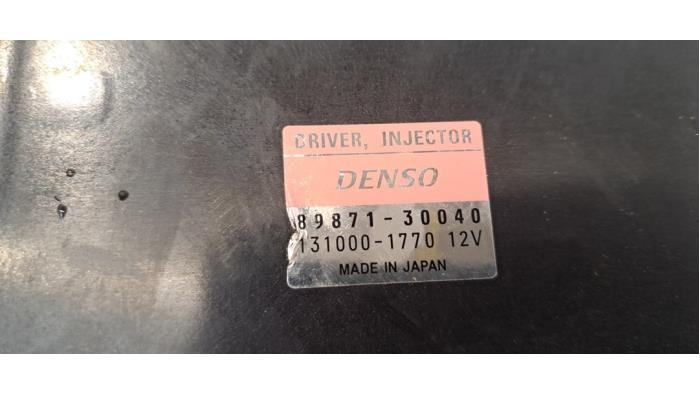 DRIVER, INJECTOR
DENSO
89871-30040
131000-1770 12V
MADE IN JAPAN